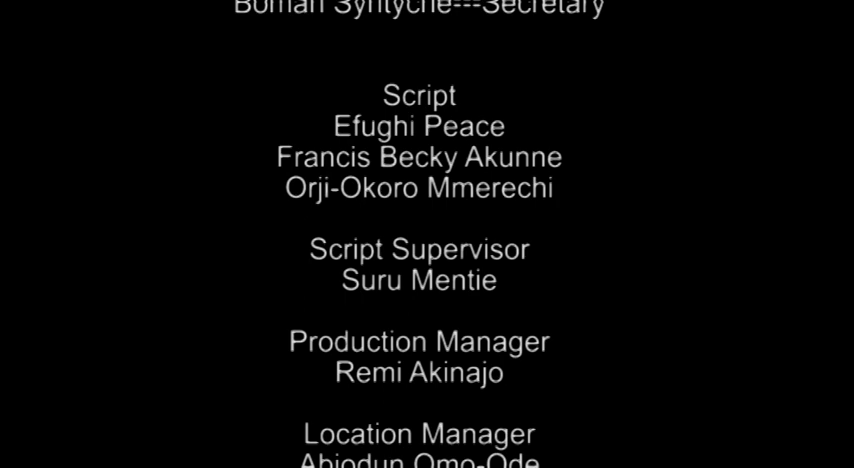 Boman Syntyche---Secretary
Script
Efughi Peace
Francis Becky Akunne
Orji-Okoro Mmerechi
Script Supervisor
Suru Mentie
Production Manager
Remi Akinajo
Location Manager
Abiodun Omo-Ode